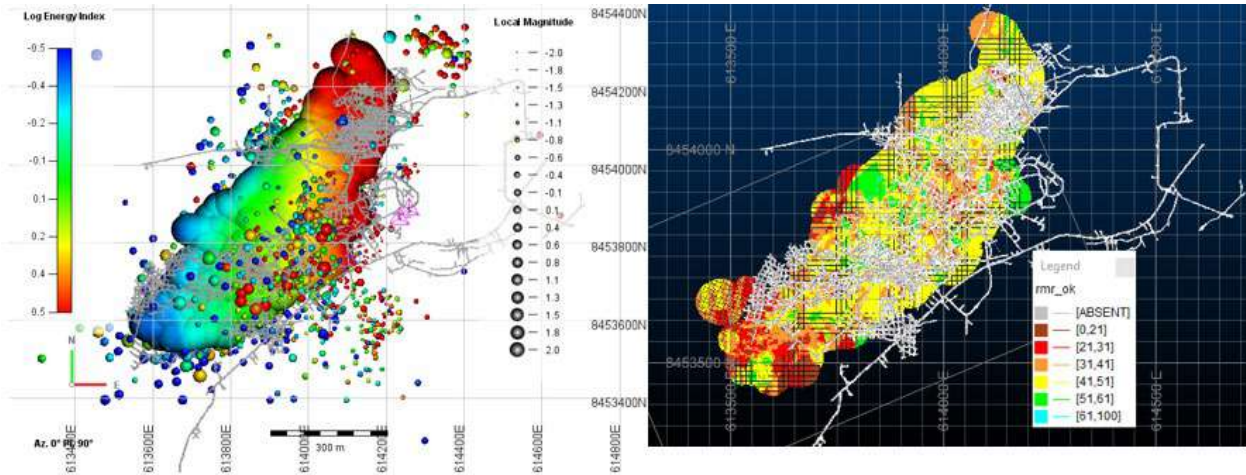 Log Energy Index
-0.5
-0.4
-0.2
-0.1
0.1
0.2
0.4
0.5
Local Magnitude
-2.0
-1.8
-1.5
-1.3
-1.1
-0.8
-0.6
-0.4
-0.1
0.1
0.4
0.6
0.8
1.1
1.3
1.5
1.8
2.0
8454400N
8454200N
8454000N
8453800N
8453600N
8453400N
N
E
Az. 0° Pl. 90°
300 m
613400E
613600E
613800E
614000E
614200E
614400E
614600E
614800E
613500 E
614000 E
614500 E
8454000 N
8453500 N
613500 E
614000 E
614500 E
Legend
rmr_ok
[ABSENT]
[0,21]
[21,31]
[31,41]
[41,51]
[51,61]
[61,100]